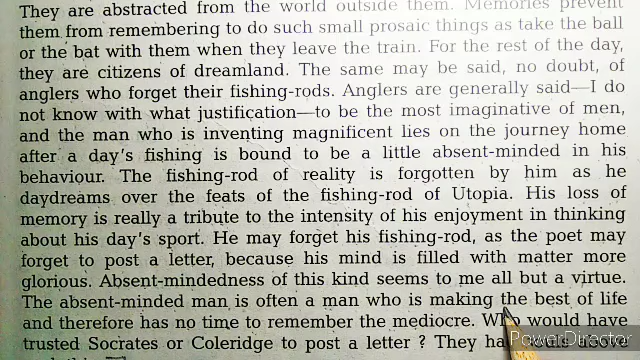 They are abstracted from the world outside them. Memories prevent
them from remembering to do such small prosaic things as take the ball
or the bat with them when they leave the train. For the rest of the day,
they are citizens of dreamland. The same may be said, no doubt, of
anglers who forget their fishing-rods. Anglers are generally said—I do
not know with what justification—to be the most imaginative of men,
and the man who is inventing magnificent lies on the journey home
after a day's fishing is bound to be a little absent-minded in his
behaviour. The fishing-rod of reality is forgotten by him as he
daydreams over the feats of the fishing-rod of Utopia. His loss of
memory is really a tribute to the intensity of his enjoyment in thinking
about his day's sport. He may forget his fishing-rod, as the poet may
forget to post a letter, because his mind is filled with matter more
glorious. Absent-mindedness of this kind seems to me all but a virtue.
The absent-minded man is often a man who is making the best of life
and therefore has no time to remember the mediocre. Who would have
trusted Socrates or Coleridge to post a letter ? They
PowerDirector